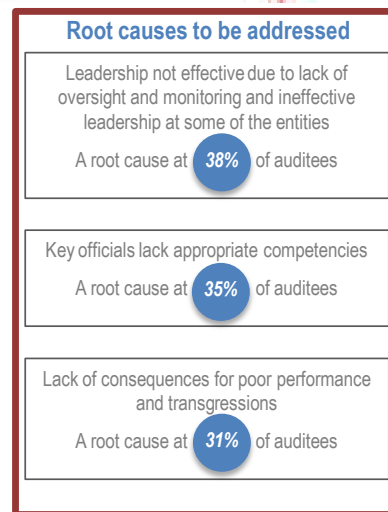 Root causes to be addressed
Leadership not effective due to lack of
oversight and monitoring and ineffective
leadership at some of the entities
A root cause at 38% of auditees
Key officials lack appropriate competencies
A root cause at 35% of auditees
Lack of consequences for poor performance
and transgressions
A root cause at 31% of auditees